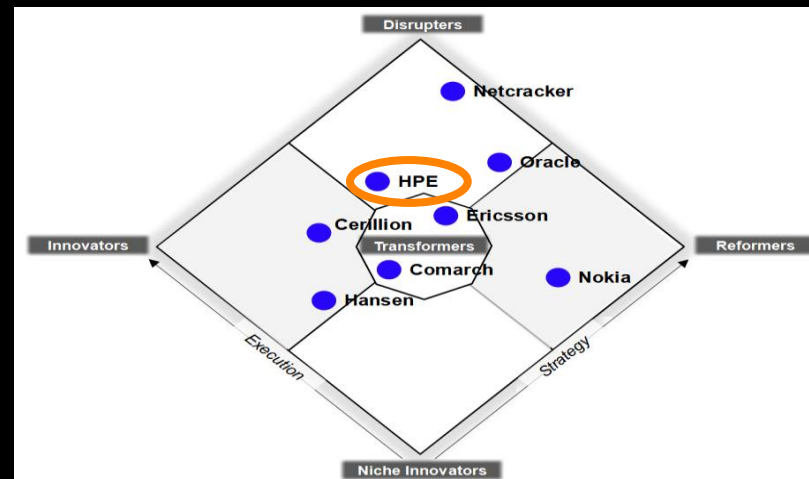 Disrupters
Netcracker
Oracle
HPE
Ericsson
Cerillion
Innovators
Transformers
Reformers
Comarch
Nokia
Hansen
Execution
Strategy
Niche Innovators